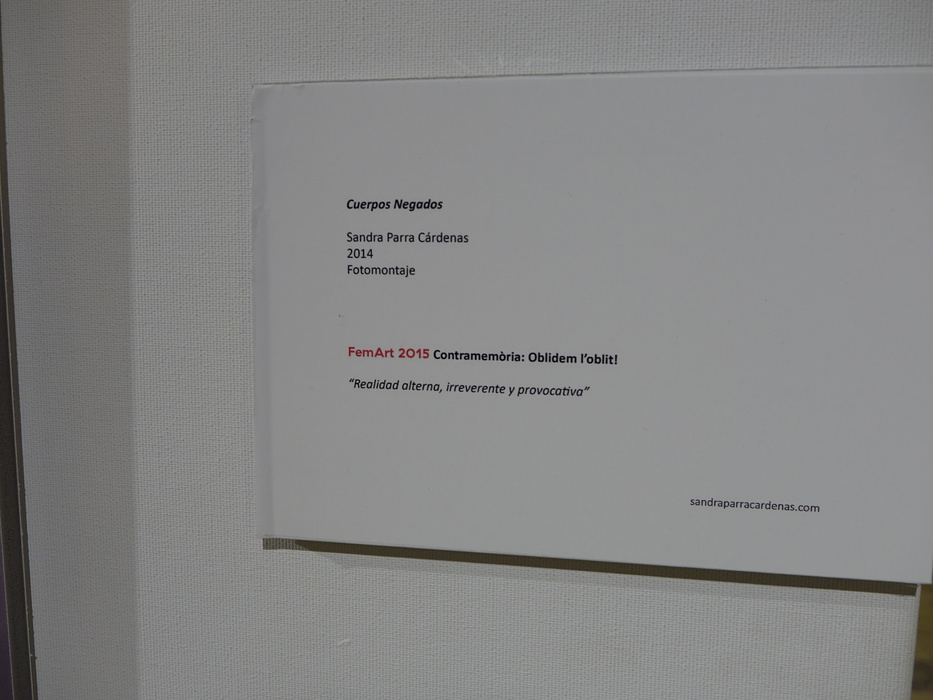 Cuerpos Negados
Sandra Parra Cárdenas
2014
Fotomontaje
FemArt 2015 Contramemòria: Oblidem l’oblit!
“Realidad alterna, irreverente y provocativa”
sandraparracardenas.com